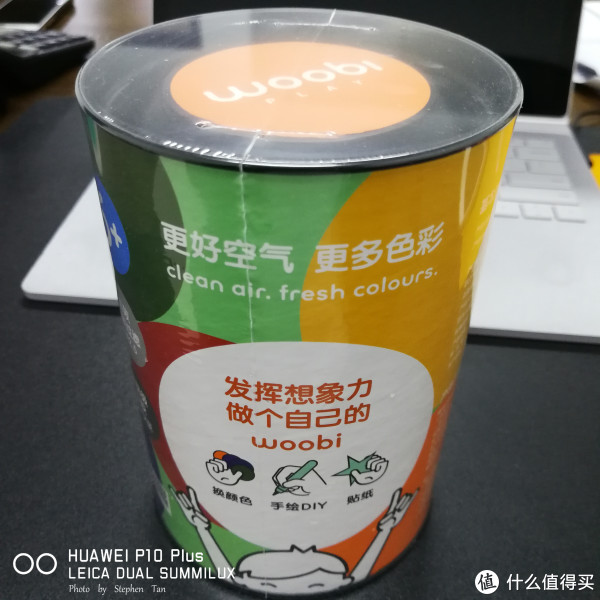 woobi
PLAY
更好空气 更多色彩
clean air. fresh colours.
发挥想象力
做个自己的
woobi
换颜色 手绘DIY 贴纸
HUAWEI P10 Plus
LEICA DUAL SUMMILUX
Photo by Stephen Tan
值 什么值得买